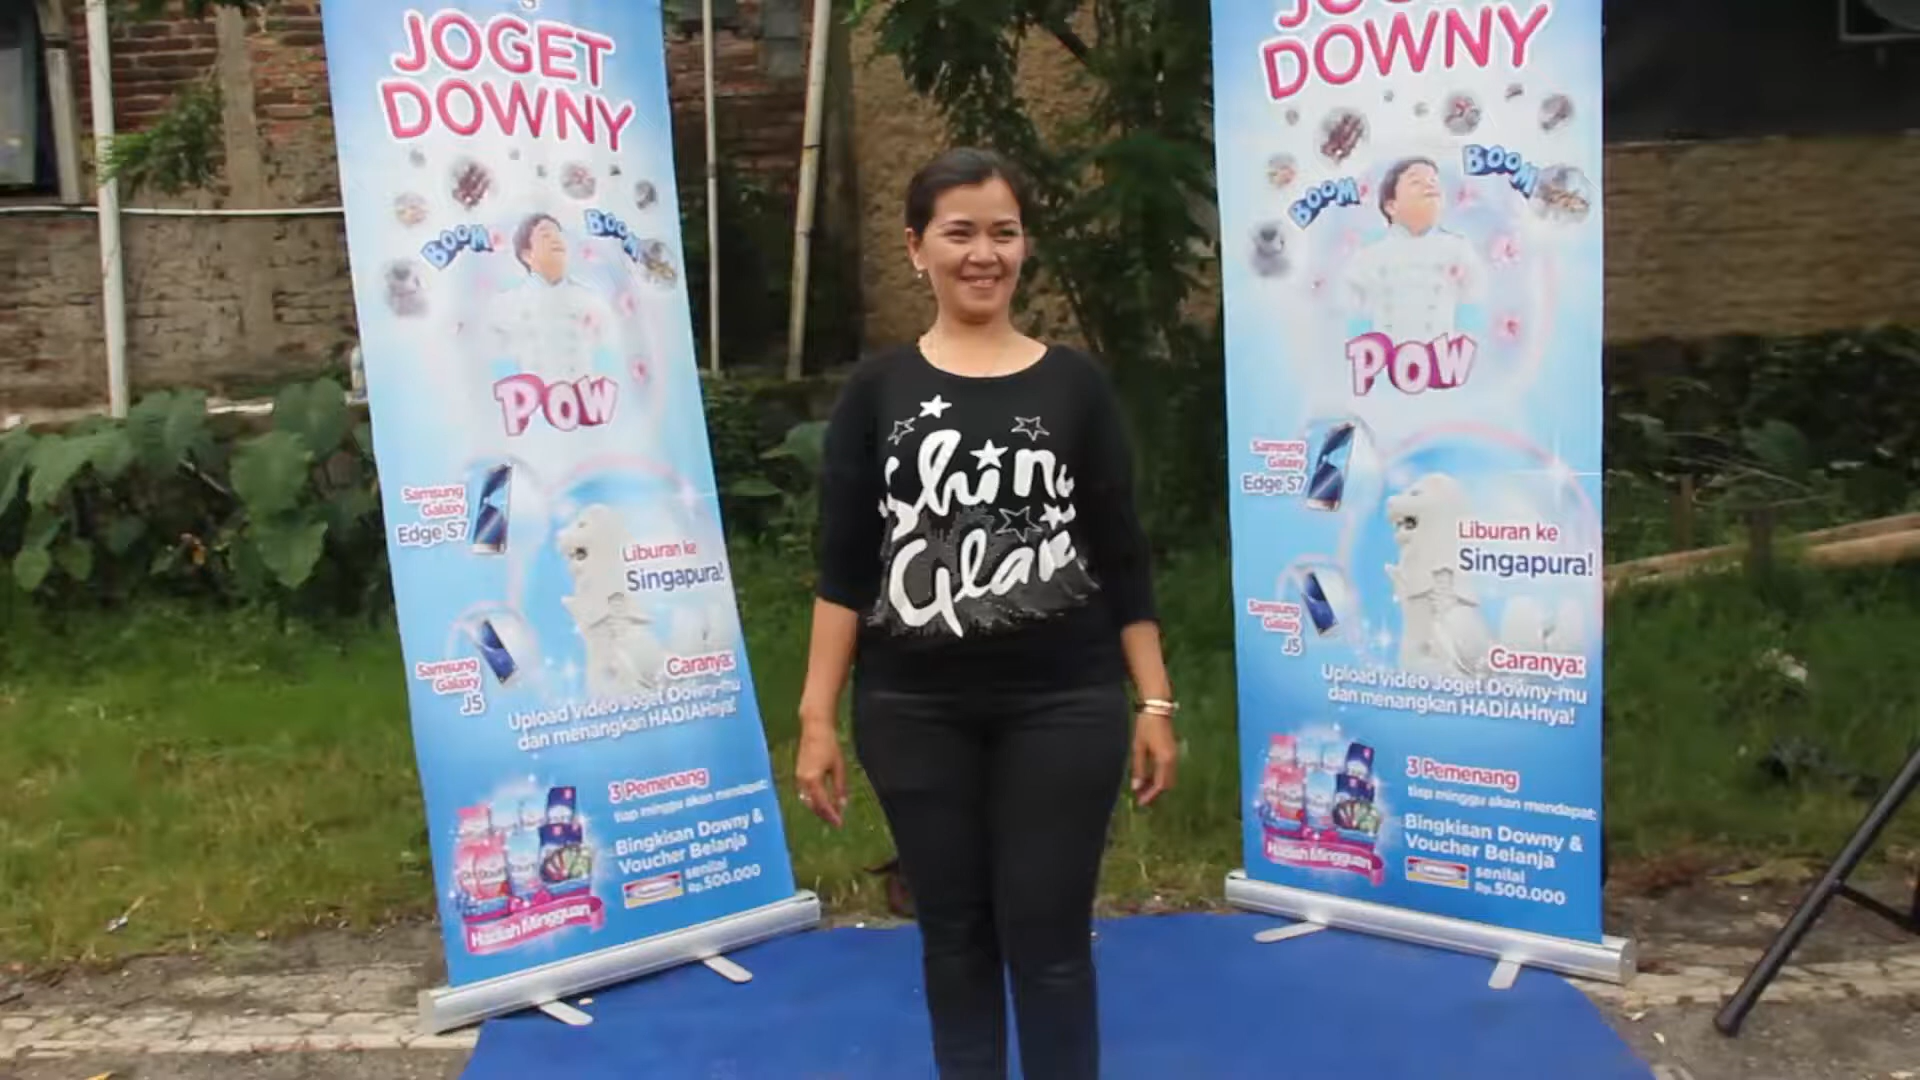 JOGET
DOWNY
BOOM
BOOM
POW
Samsung
Galaxy
Edge S7
Liburan ke
Singapura!
Samsung
Galaxy
J5
Caranya:
Upload video Joget Downy-mu
dan menangkan HADIAHnya!
3 Pemenang
tiap minggu akan mendapat:
Bingkisan Downy &
Voucher Belanja
senilai
Rp.500.000
Hadiah Mingguan
Shine
Glam
DOWNY
BOOM
BOOM
POW
Samsung
Galaxy
Edge S7
Liburan ke
Singapura!
Samsung
Galaxy
J5
Caranya:
Upload video Joget Downy-mu
dan menangkan HADIAHnya!
3 Pemenang
tiap minggu akan mendapat:
Bingkisan Downy &
Voucher Belanja
senilai
Rp.500.000
Hadiah Mingguan